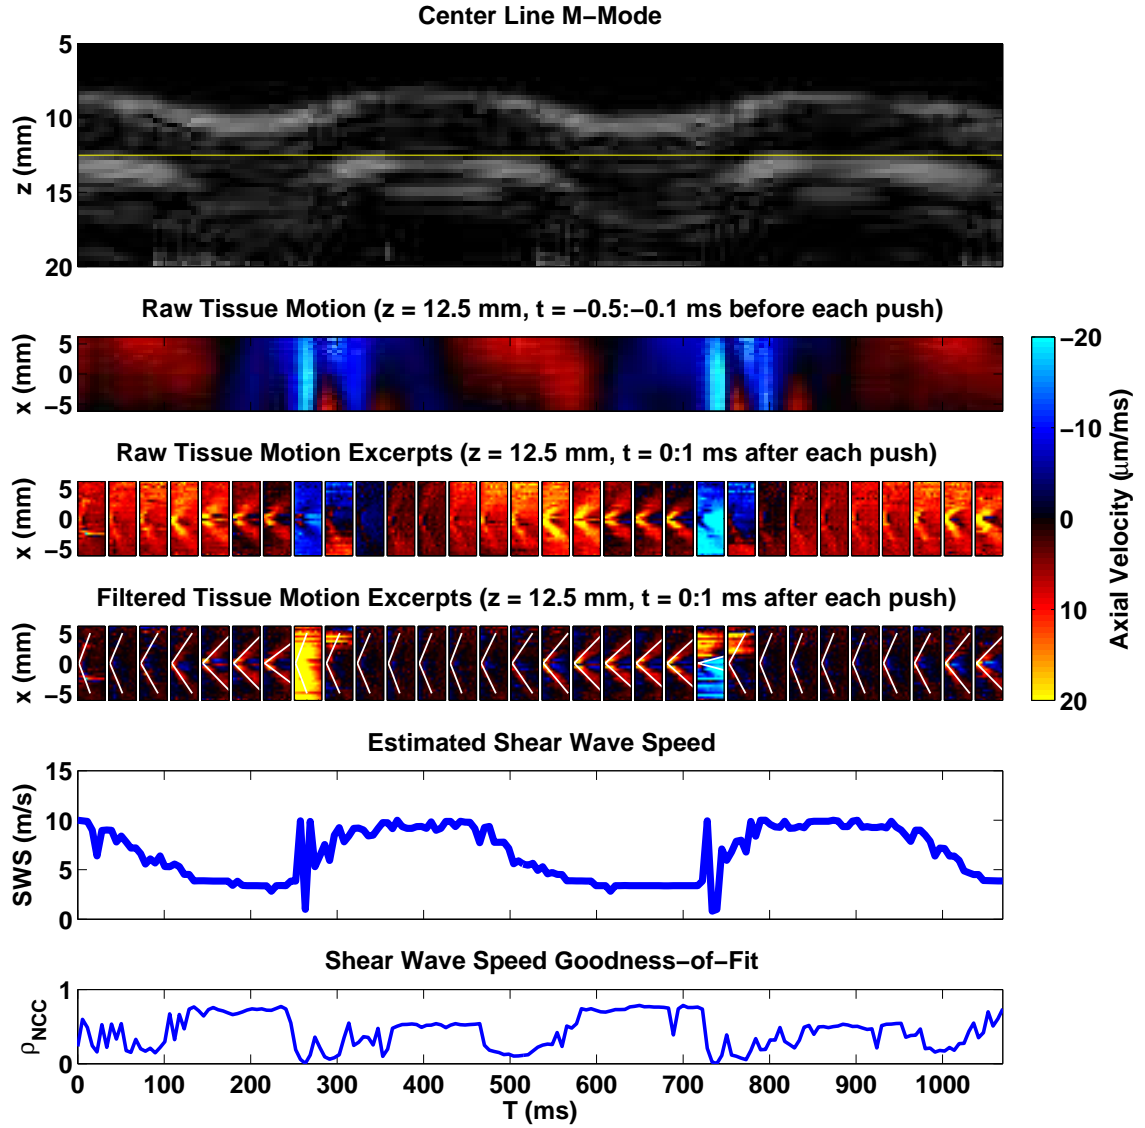 Center Line M−Mode
5
10
15
20
z (mm)
Raw Tissue Motion (z = 12.5 mm, t = −0.5:−0.1 ms before each push)
5
0
−5
x (mm)
Raw Tissue Motion Excerpts (z = 12.5 mm, t = 0:1 ms after each push)
5
0
−5
x (mm)
Filtered Tissue Motion Excerpts (z = 12.5 mm, t = 0:1 ms after each push)
5
0
−5
x (mm)
−20
−10
0
10
20
Axial Velocity (μm/ms)
Estimated Shear Wave Speed
15
10
5
0
SWS (m/s)
Shear Wave Speed Goodness−of−Fit
1
0
ρNCC
0 100 200 300 400 500 600 700 800 900 1000
T (ms)